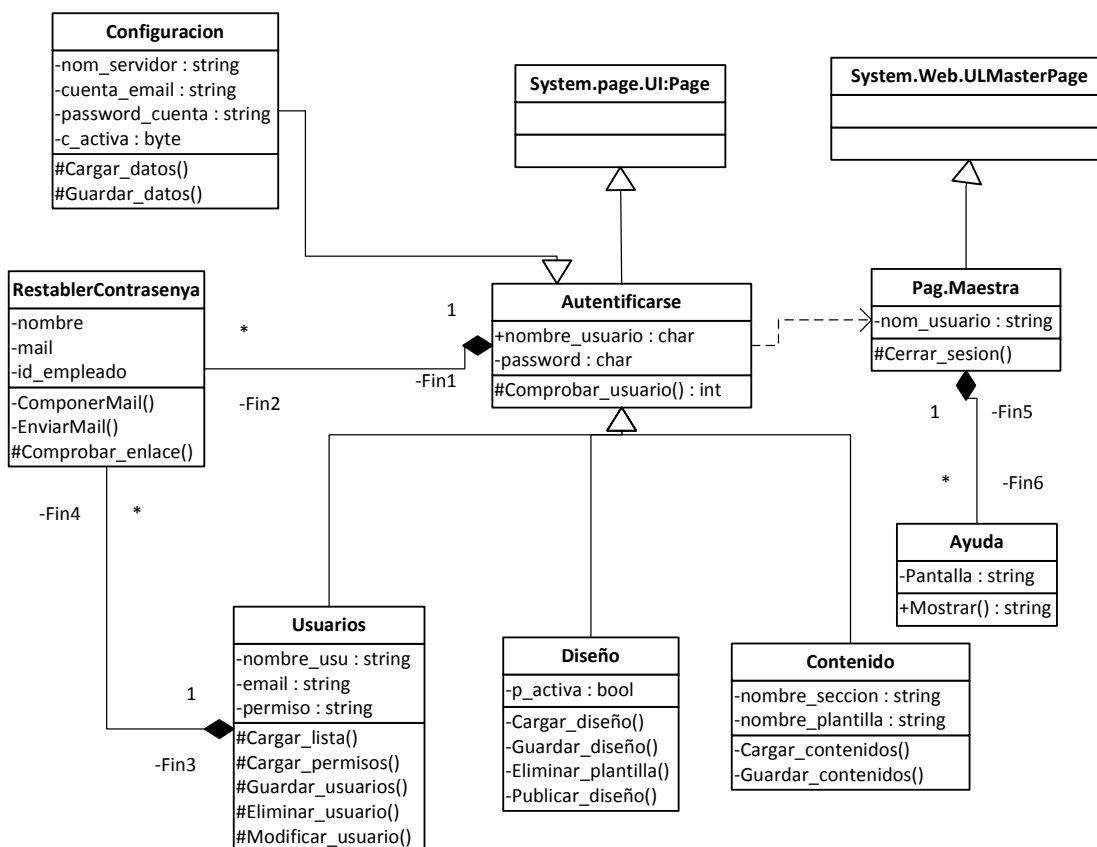 Configuracion
-nom_servidor : string
-cuenta_email : string
-password_cuenta : string
-c_activa : byte
#Cargar_datos()
#Guardar_datos()
System.page.UI:Page
System.Web.ULMasterPage
RestablerContrasenya
-nombre
-mail
-id_empleado
-ComponerMail()
-EnviarMail()
#Comprobar_enlace()
*
-Fin2
1
-Fin1
Autentificarse
+nombre_usuario : char
-password : char
#Comprobar_usuario() : int
Pag.Maestra
-nom_usuario : string
#Cerrar_sesion()
1
-Fin5
*
-Fin6
Ayuda
-Pantalla : string
+Mostrar() : string
-Fin4
*
1
-Fin3
Usuarios
-nombre_usu : string
-email : string
-permiso : string
#Cargar_lista()
#Cargar_permisos()
#Guardar_usuarios()
#Eliminar_usuario()
#Modificar_usuario()
Diseño
-p_activa : bool
-Cargar_diseño()
-Guardar_diseño()
-Eliminar_plantilla()
-Publicar_diseño()
Contenido
-nombre_seccion : string
-nombre_plantilla : string
-Cargar_contenidos()
-Guardar_contenidos()